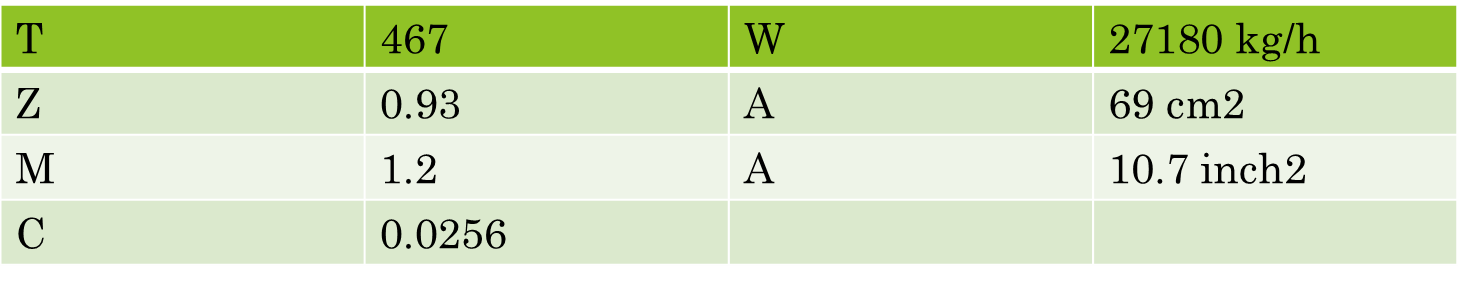 T 467 W 27180 kg/h
Z 0.93 A 69 cm2
M 1.2 A 10.7 inch2
C 0.0256